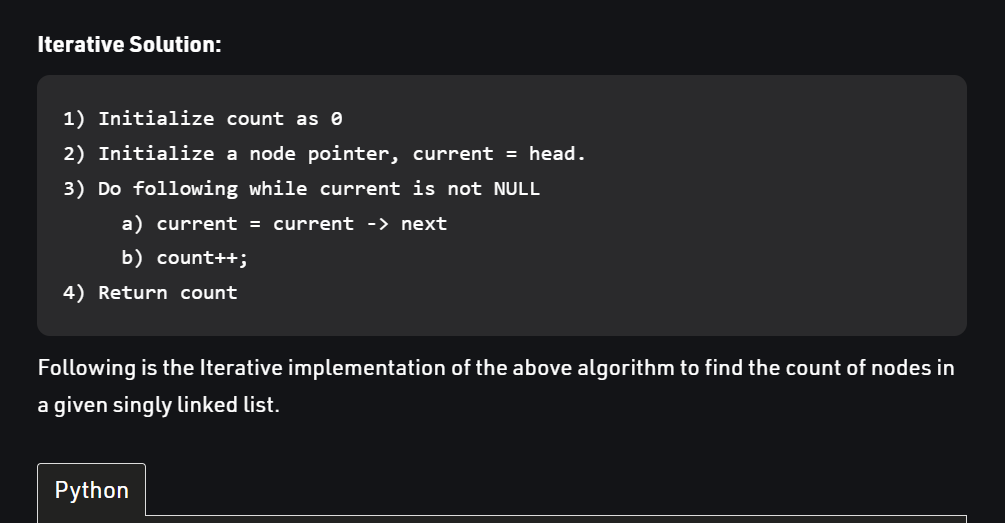 Iterative Solution:
1) Initialize count as 0
2) Initialize a node pointer, current = head.
3) Do following while current is not NULL
a) current = current -> next
b) count++;
4) Return count
Following is the Iterative implementation of the above algorithm to find the count of nodes in
a given singly linked list.
Python